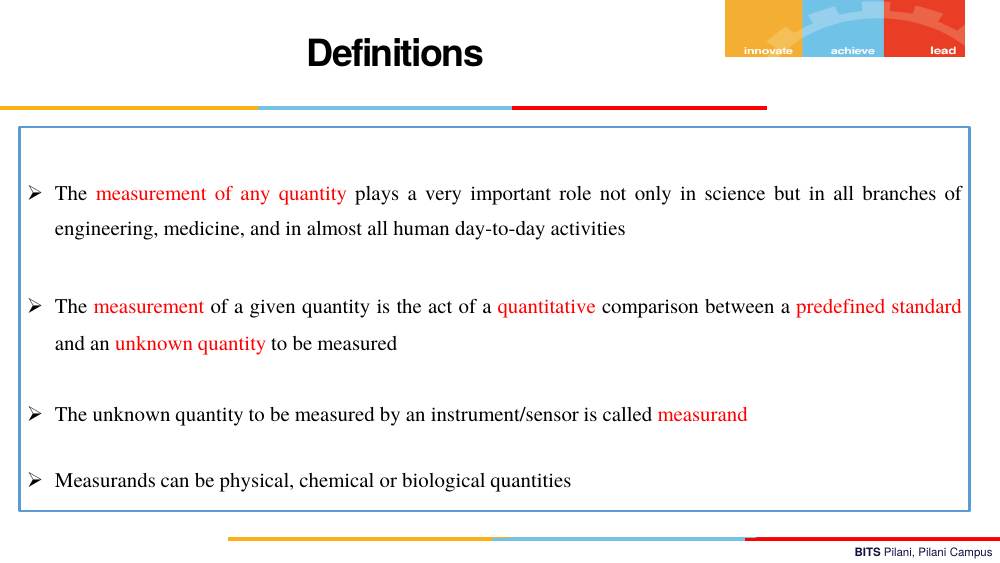 Definitions
innovate achieve lead
➢ The measurement of any quantity plays a very important role not only in science but in all branches of
engineering, medicine, and in almost all human day-to-day activities
➢ The measurement of a given quantity is the act of a quantitative comparison between a predefined standard
and an unknown quantity to be measured
➢ The unknown quantity to be measured by an instrument/sensor is called measurand
➢ Measurands can be physical, chemical or biological quantities
BITS Pilani, Pilani Campus